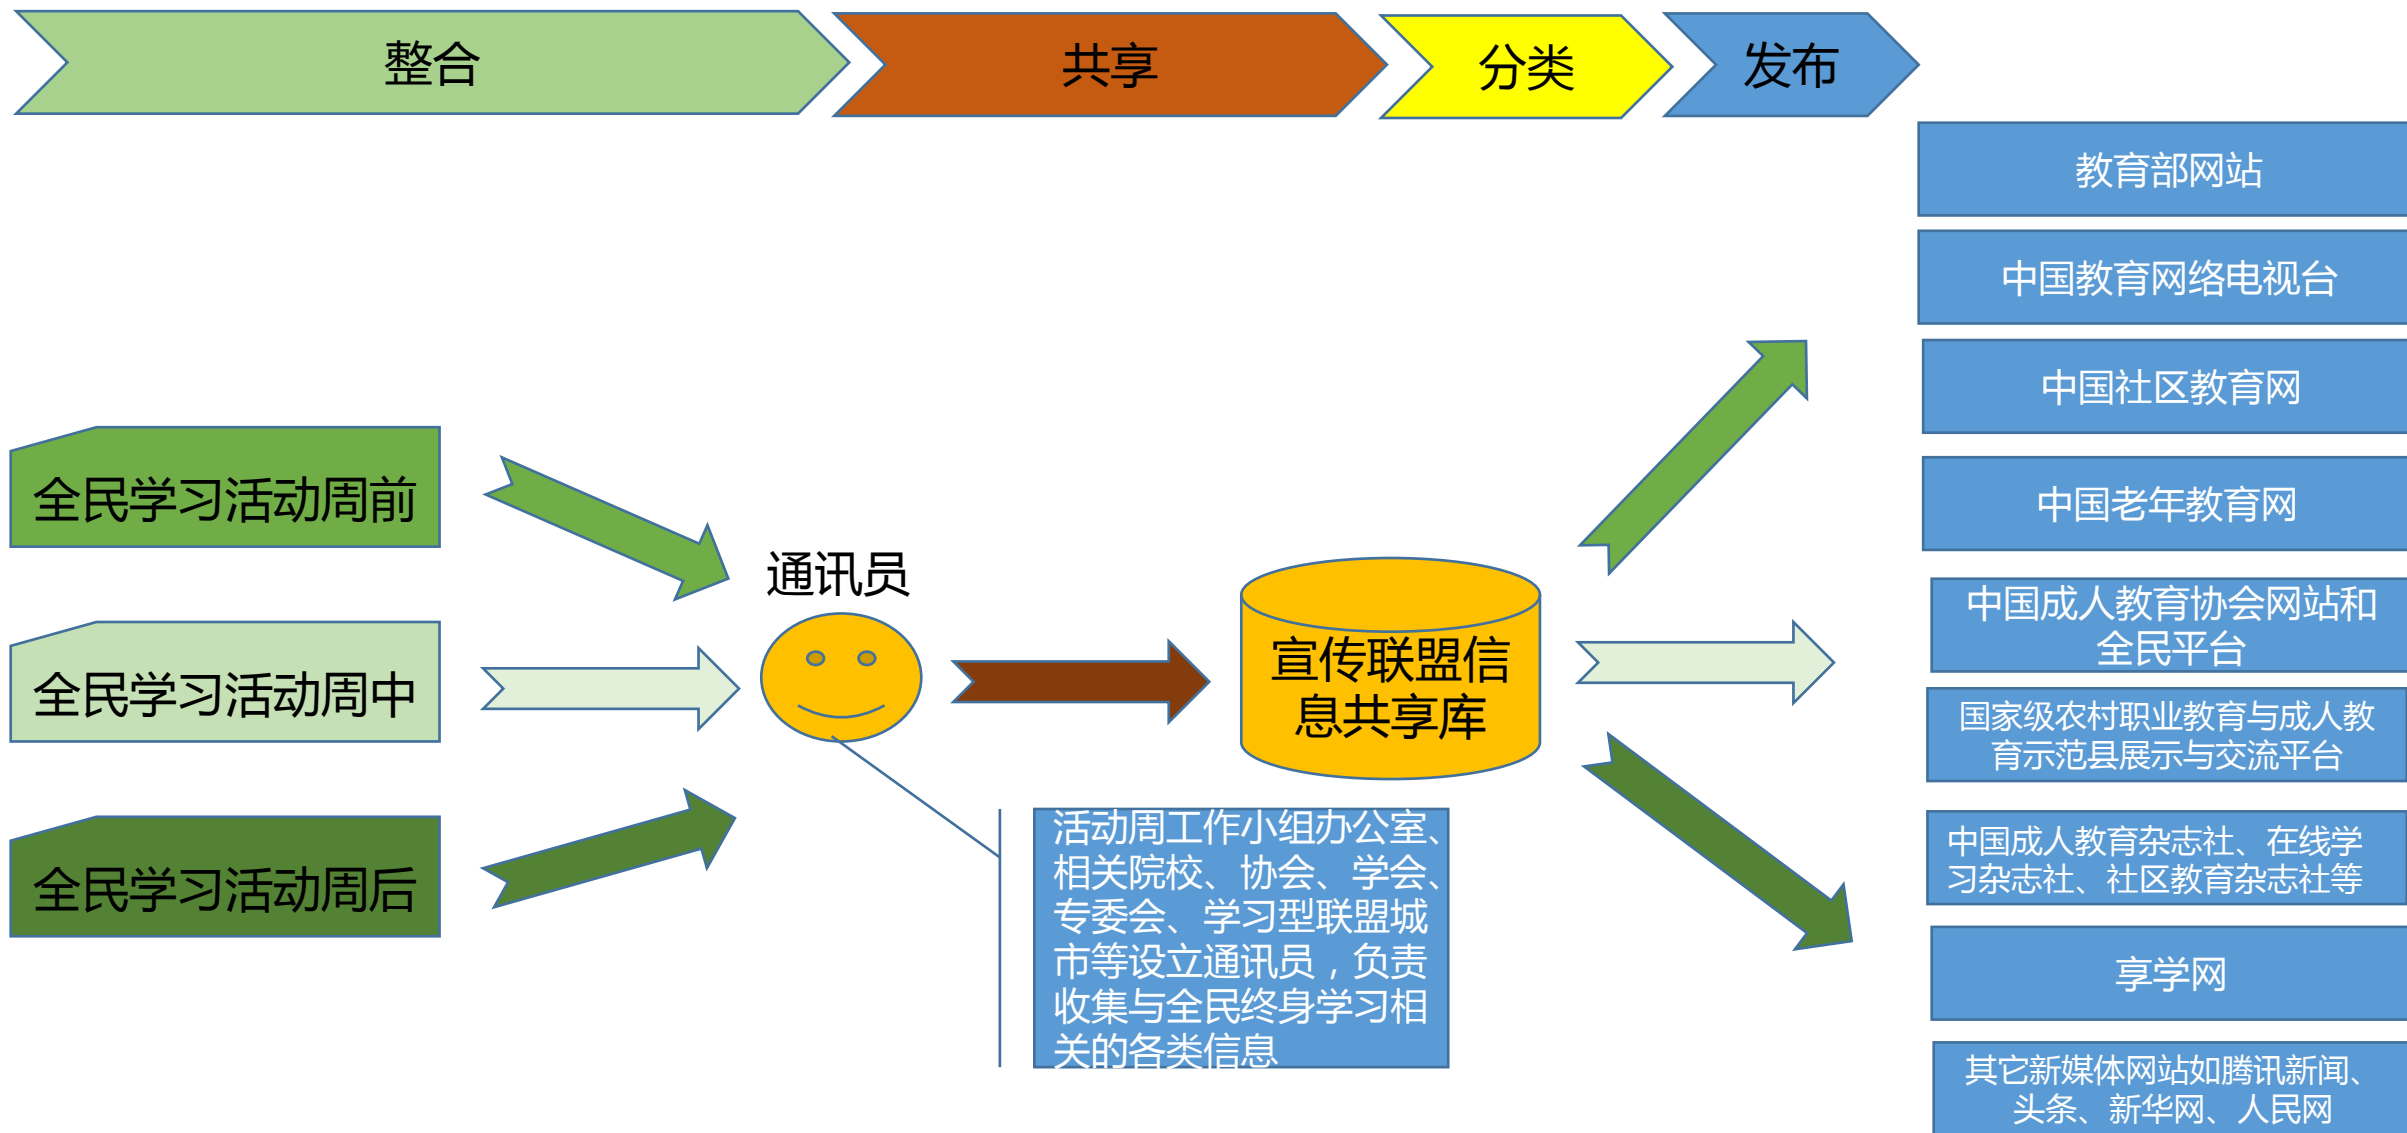 整合
共享
分类
发布
教育部网站
中国教育网络电视台
中国社区教育网
中国老年教育网
中国成人教育协会网站和
全民平台
国家级农村职业教育与成人教
育示范县展示与交流平台
中国成人教育杂志社、在线学
习杂志社、社区教育杂志社等
享学网
其它新媒体网站如腾讯新闻、
头条、新华网、人民网
全民学习活动周前
全民学习活动周中
全民学习活动周后
通讯员
宣传联盟信
息共享库
活动周工作小组办公室、
相关院校、协会、学会、
专委会、学习型联盟城
市等设立通讯员，负责
收集与全民终身学习相
关的各类信息